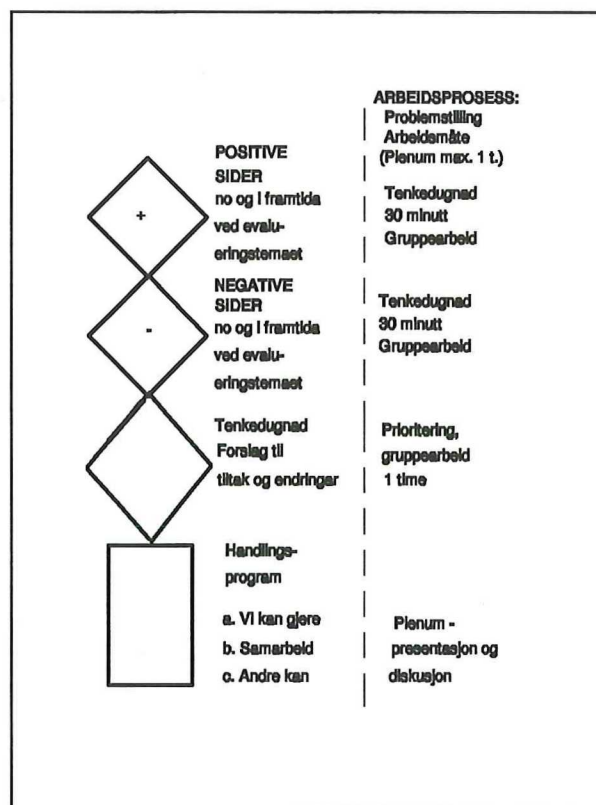 ARBEIDSPROSESS:
Problemstilling
Arbeidsmåte
(Plenum max. 1 t.)
+
POSITIVE
SIDER
no og i framtida
ved evalu-
eringstemaet
Tenkedugnad
30 minutt
Gruppearbeid
-
NEGATIVE
SIDER
no og i framtida
ved evalu-
eringstemaet
Tenkedugnad
30 minutt
Gruppearbeid
Tenkedugnad
Forslag til
tiltak og endringar
Prioritering,
gruppearbeid
1 time
Handlings-
program
a. Vi kan gjere
b. Samarbeid
c. Andre kan
Plenum -
presentasjon og
diskusjon